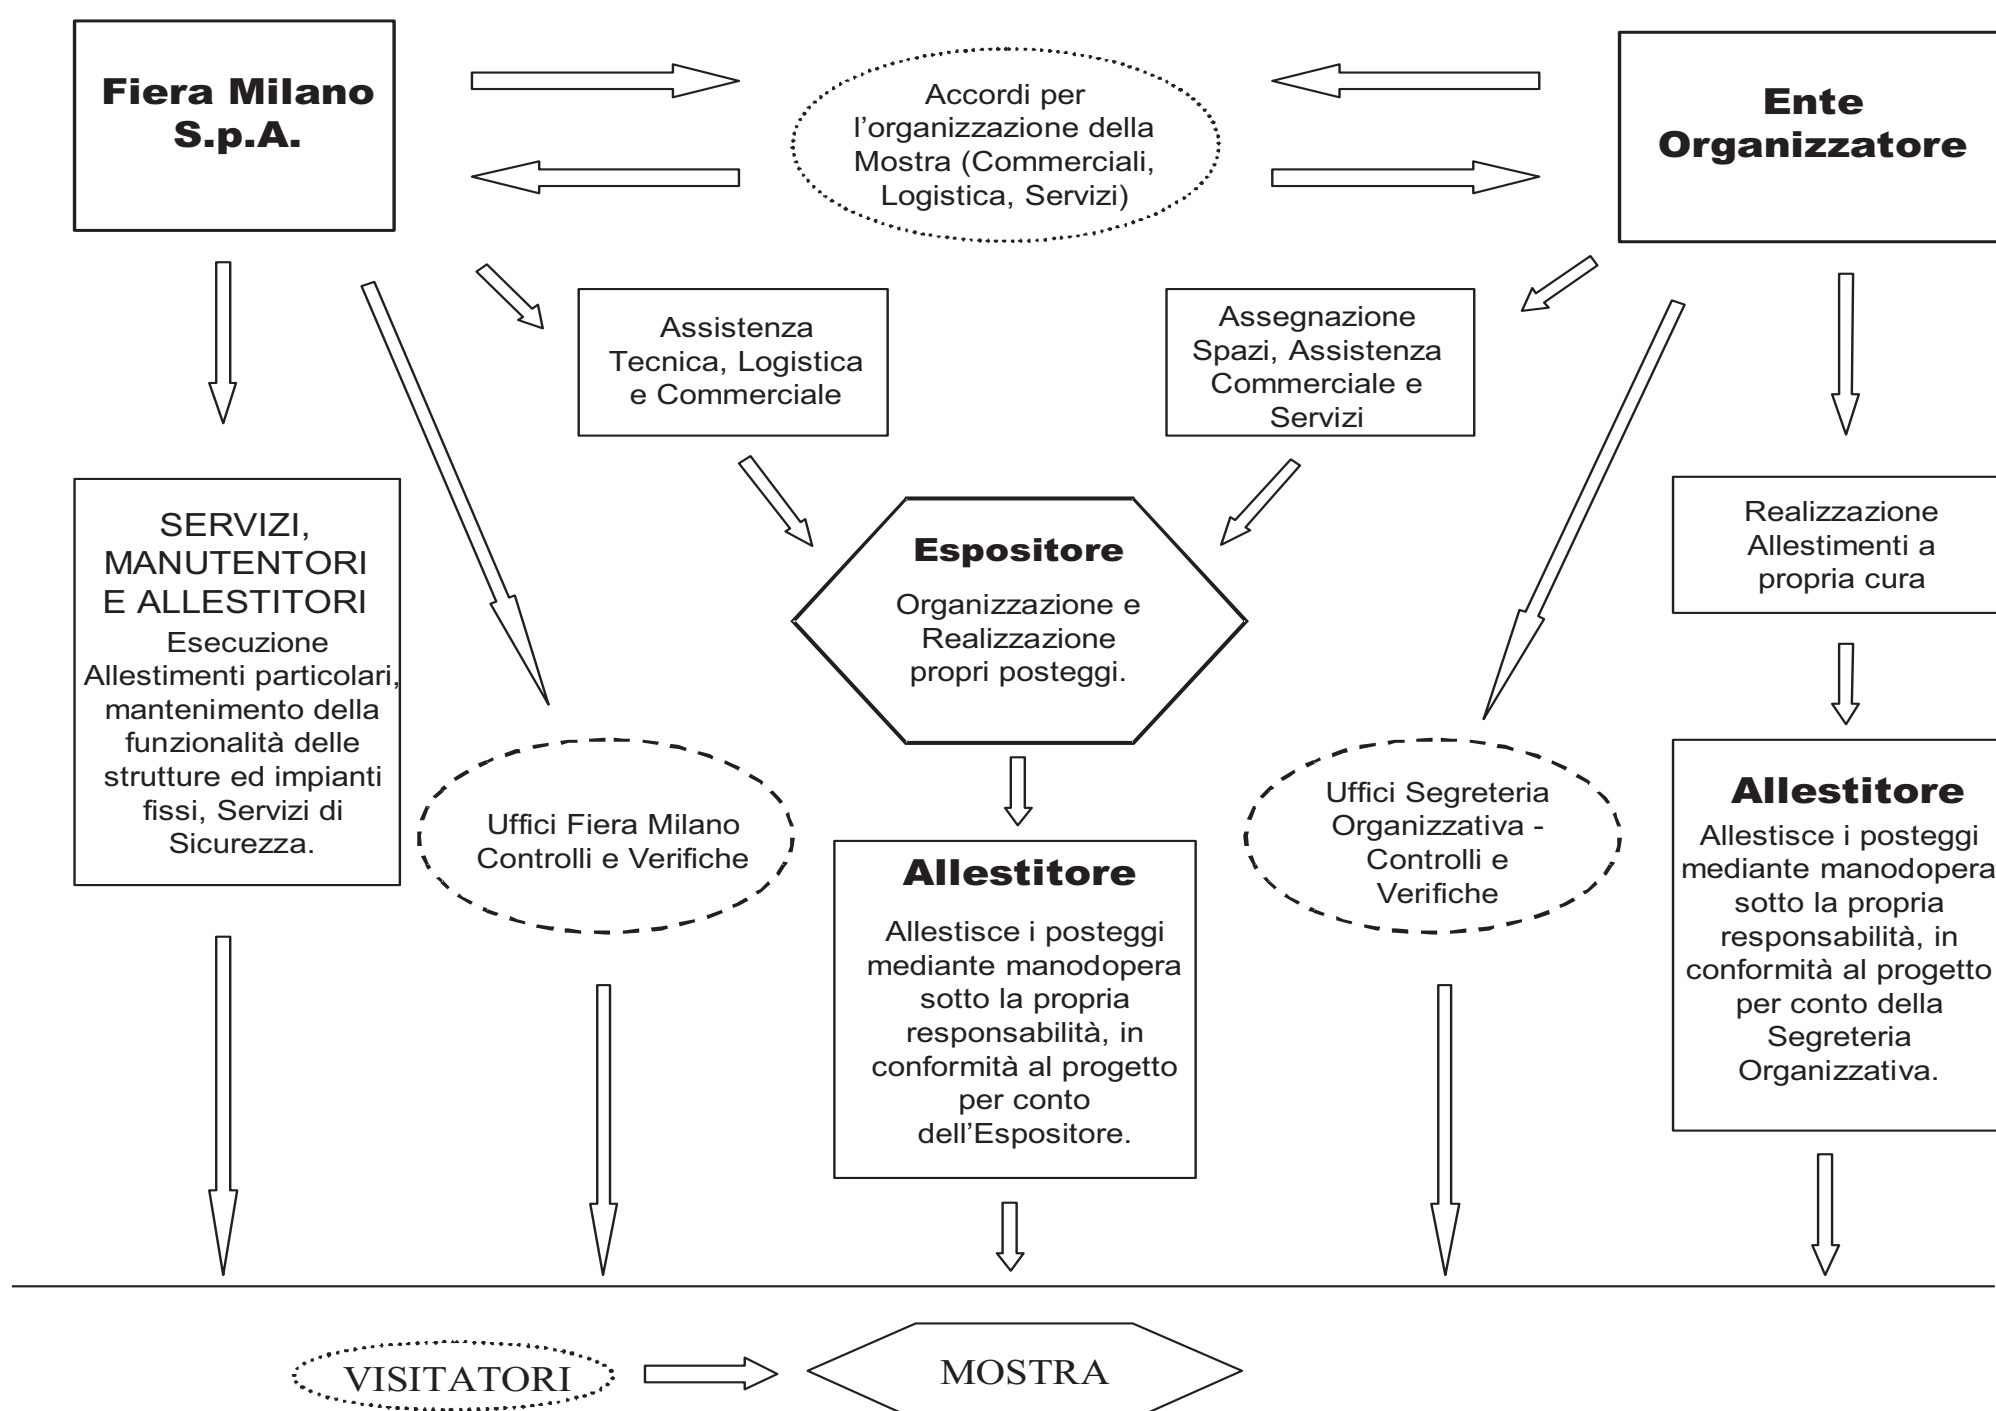 Fiera Milano
S.p.A.
Accordi per
l'organizzazione della
Mostra (Commerciali,
Logistica, Servizi)
Ente
Organizzatore
Assistenza
Tecnica, Logistica
e Commerciale
Assegnazione
Spazi, Assistenza
Commerciale e
Servizi
SERVIZI,
MANUTENTORI
E ALLESTITORI
Esecuzione
Allestimenti particolari,
mantenimento della
funzionalità delle
strutture ed impianti
fissi, Servizi di
Sicurezza.
Espositore
Organizzazione e
Realizzazione
propri posteggi.
Realizzazione
Allestimenti a
propria cura
Uffici Fiera Milano
Controlli e Verifiche
Allestitore
Allestisce i posteggi
mediante manodopera
sotto la propria
responsabilità, in
conformità al progetto
per conto
dell’Espositore.
Uffici Segreteria
Organizzativa -
Controlli e
Verifiche
Allestitore
Allestisce i posteggi
mediante manodopera
sotto la propria
responsabilità, in
conformità al progetto
per conto della
Segreteria
Organizzativa.
VISITATORI
MOSTRA